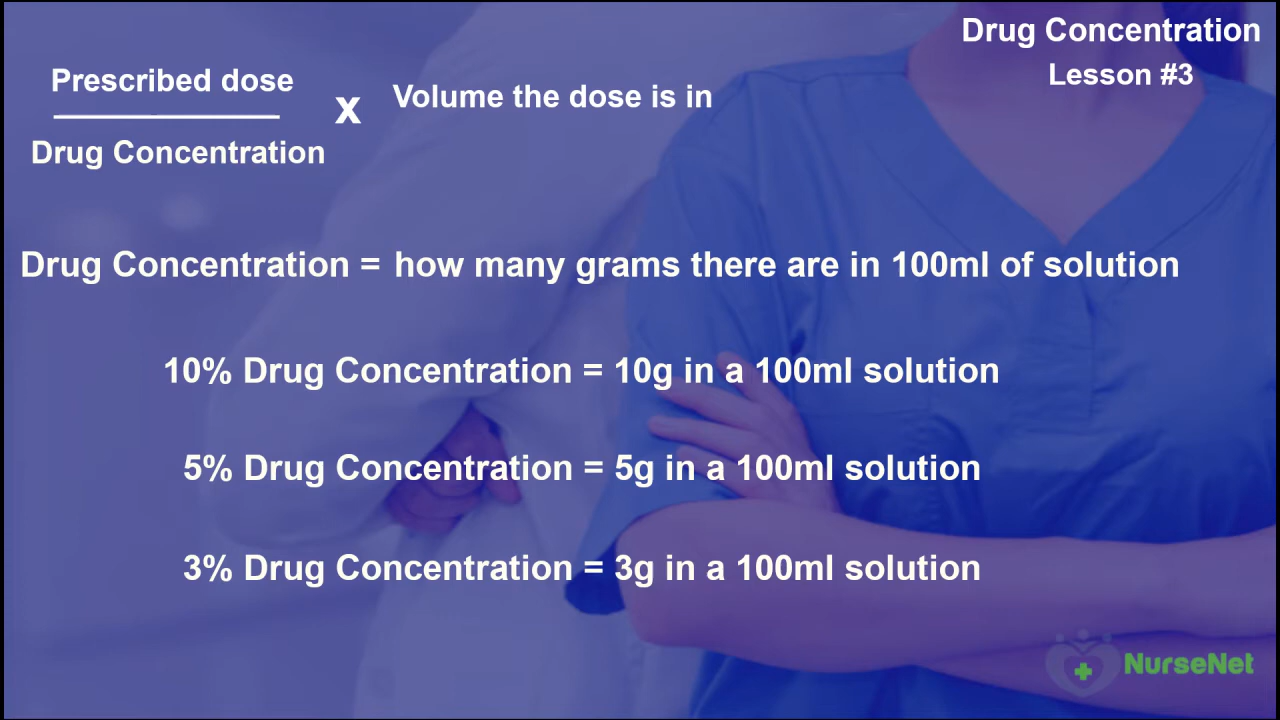 Drug Concentration
Lesson #3
Prescribed dose
Drug Concentration
x
Volume the dose is in
Drug Concentration = how many grams there are in 100ml of solution
10% Drug Concentration = 10g in a 100ml solution
5% Drug Concentration = 5g in a 100ml solution
3% Drug Concentration = 3g in a 100ml solution
NurseNet